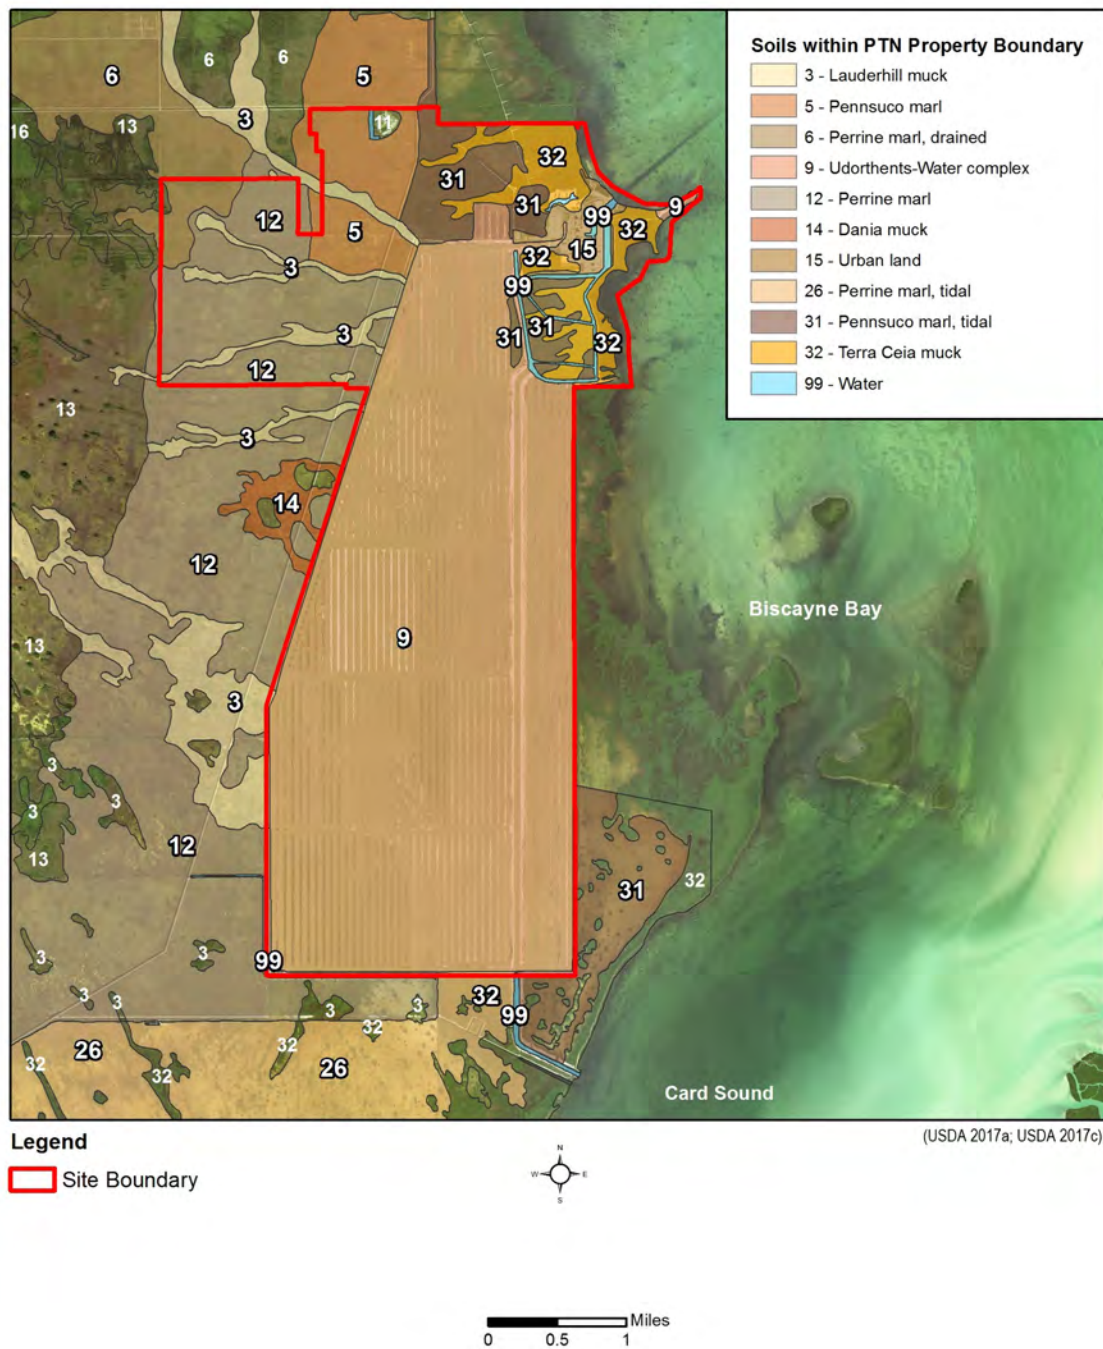 Soils within PTN Property Boundary
3 - Lauderhill muck
5 - Pennsuco marl
6 - Perrine marl, drained
9 - Udorthents-Water complex
12 - Perrine marl
14 - Dania muck
15 - Urban land
26 - Perrine marl, tidal
31 - Pennsuco marl, tidal
32 - Terra Ceia muck
99 - Water
6
6
6
5
3
11
16
13
32
31
12
5
31
99
9
32
15
3
32
99
3
31
31
32
12
13
3
14
12
9
Biscayne Bay
13
3
3
3
3
13
12
31
32
3
3
99
3
3
3
32
3
99
32
26
32
32
32
26
Card Sound
(USDA 2017a; USDA 2017c)
Legend
Site Boundary
N
W
E
S
Miles
0
0.5
1